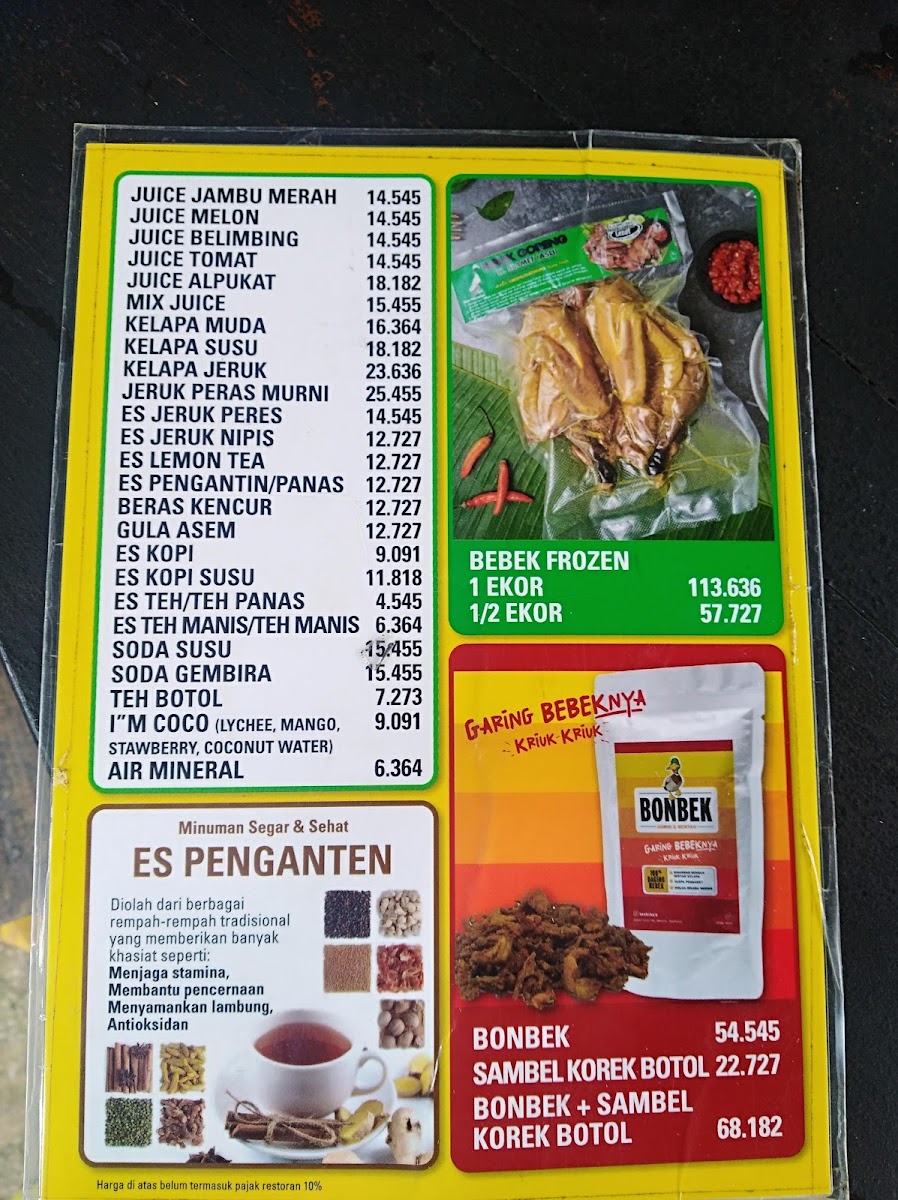 JUICE JAMBU MERAH 14.545
JUICE MELON 14.545
JUICE BELIMBING 14.545
JUICE TOMAT 14.545
JUICE ALPUKAT 18.182
MIX JUICE 15.455
KELAPA MUDA 16.364
KELAPA SUSU 18.182
KELAPA JERUK 23.636
JERUK PERAS MURNI 25.455
ES JERUK PERES 14.545
ES JERUK NIPIS 12.727
ES LEMON TEA 12.727
ES PENGANTIN/PANAS 12.727
BERAS KENCUR 12.727
GULA ASEM 12.727
ES KOPI 9.091
ES KOPI SUSU 11.818
ES TEH/TEH PANAS 4.545
ES TEH MANIS/TEH MANIS 6.364
SODA SUSU 15.455
SODA GEMBIRA 15.455
TEH BOTOL 7.273
I"M COCO (LYCHEE, MANGO, 9.091
STAWBERRY, COCONUT WATER)
AIR MINERAL 6.364
Minuman Segar & Sehat
ES PENGANTEN
Diolah dari berbagai
rempah-rempah tradisional
yang memberikan banyak
khasiat seperti:
Menjaga stamina,
Membantu pencernaan
Menyamankan lambung,
Antioksidan
BEBEK FROZEN
1 EKOR 113.636
1/2 EKOR 57.727
GARING BEBEKNYA
KRIUK KRIUK
BONBEK
GARING BEBEKNYA
KRIUK KRIUK
100%
DAGING
BEBEK
BONBEK 54.545
SAMBEL KOREK BOTOL 22.727
BONBEK + SAMBEL
KOREK BOTOL 68.182
Harga di atas belum termasuk pajak restoran 10%